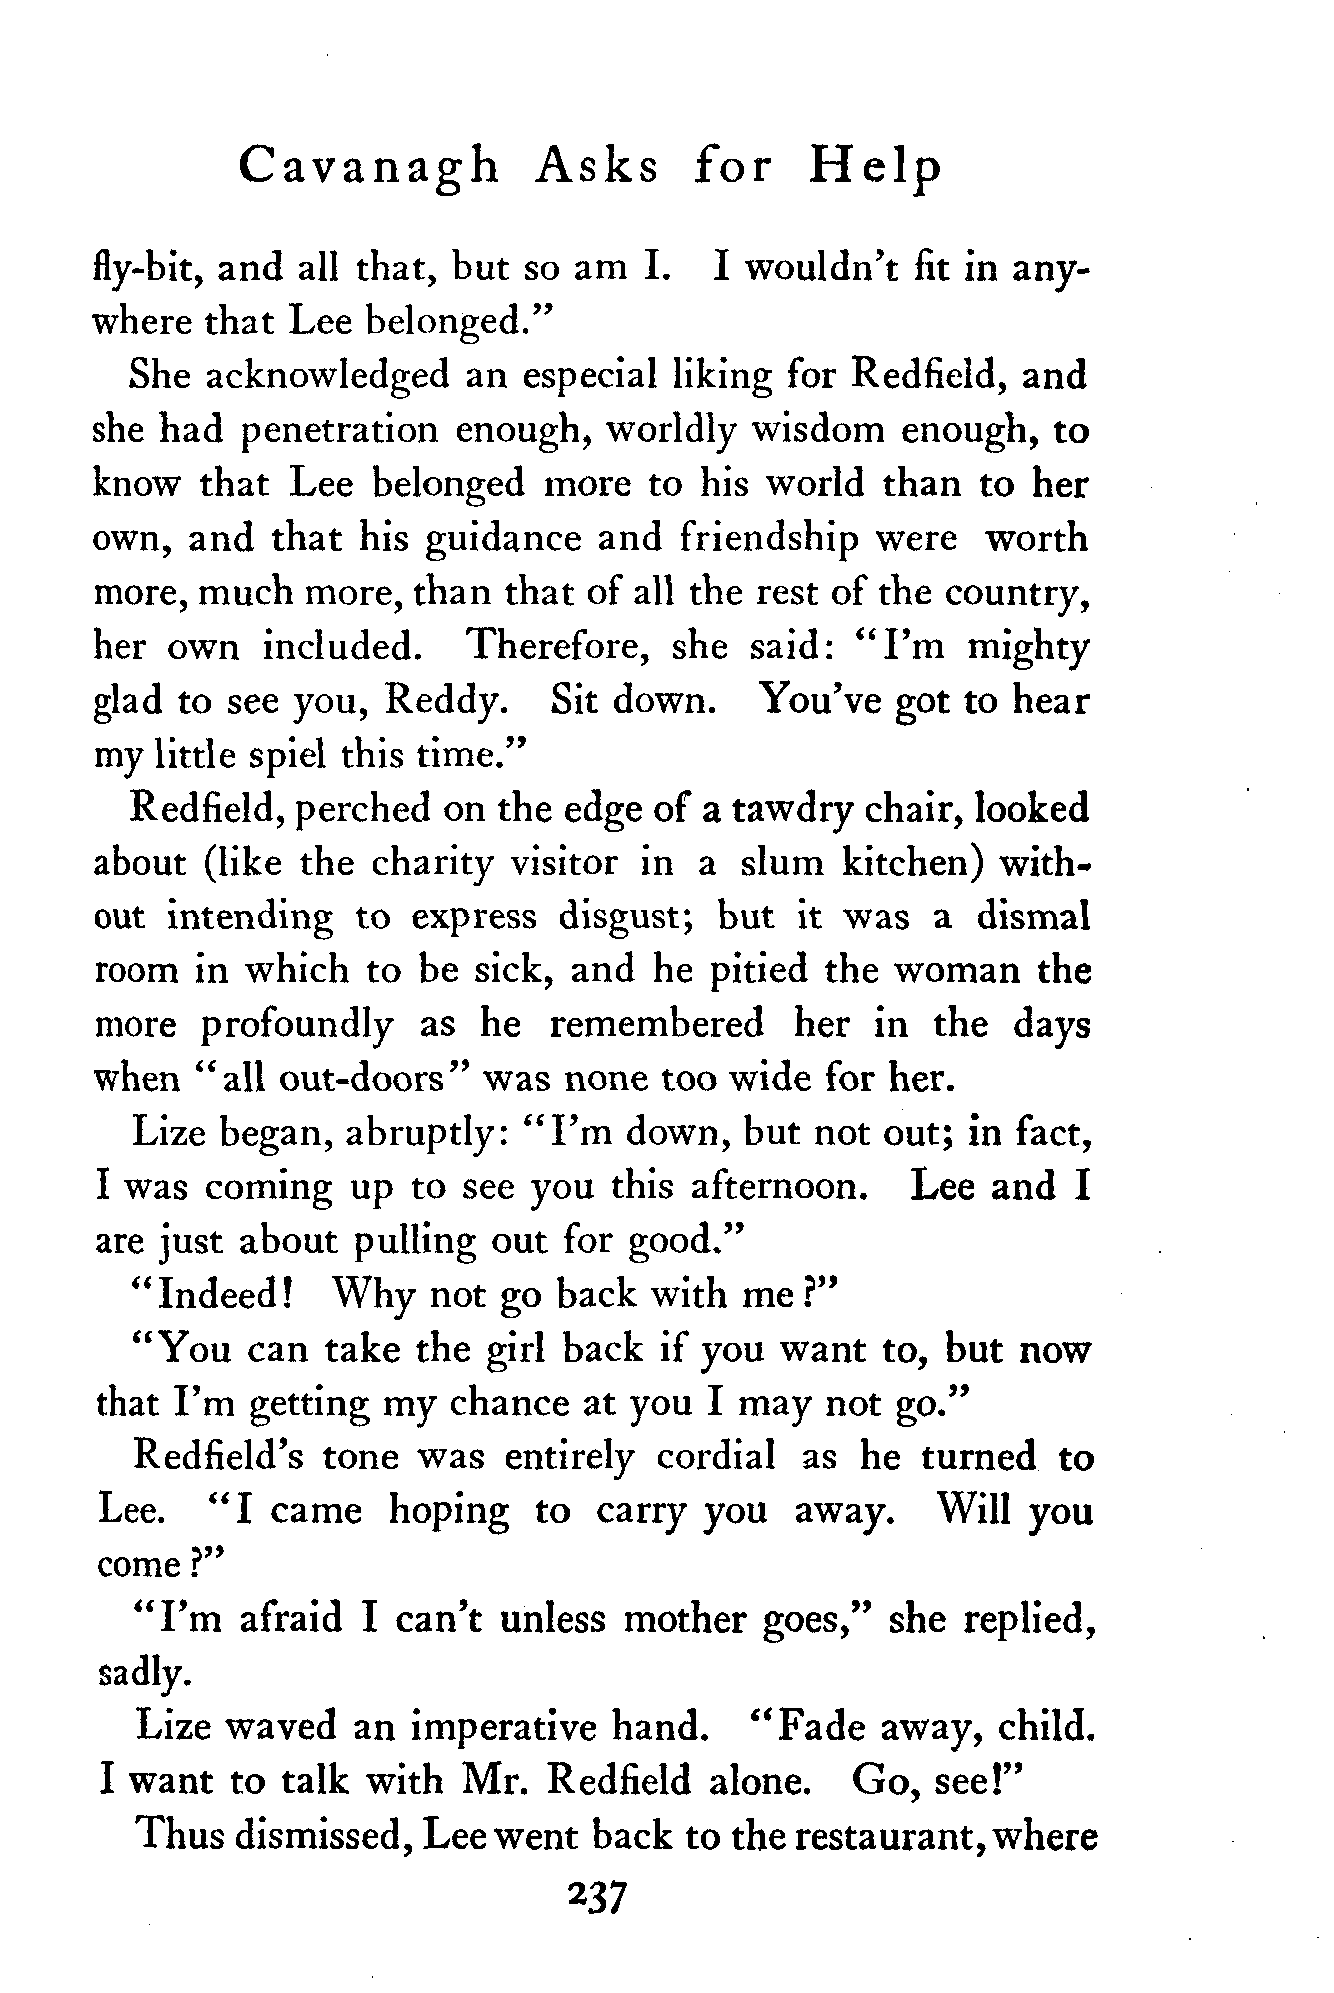 Cavanagh Asks for Help
fly-bit, and all that, but so am I. I wouldn't fit in any-
where that Lee belonged."
She acknowledged an especial liking for Redfield, and
she had penetration enough, worldly wisdom enough, to
know that Lee belonged more to his world than to her
own, and that his guidance and friendship were worth
more, much more, than that of all the rest of the country,
her own included. Therefore, she said: "I'm mighty
glad to see you, Reddy. Sit down. You've got to hear
my little spiel this time."
Redfield, perched on the edge of a tawdry chair, looked
about (like the charity visitor in a slum kitchen) with-
out intending to express disgust; but it was a dismal
room in which to be sick, and he pitied the woman the
more profoundly as he remembered her in the days
when "all out-doors" was none too wide for her.
Lize began, abruptly: "I'm down, but not out; in fact,
I was coming up to see you this afternoon. Lee and I
are just about pulling out for good."
"Indeed! Why not go back with me?"
"You can take the girl back if you want to, but now
that I'm getting my chance at you I may not go."
Redfield's tone was entirely cordial as he turned to
Lee. "I came hoping to carry you away. Will you
come?"
"I'm afraid I can't unless mother goes," she replied,
sadly.
Lize waved an imperative hand. "Fade away, child.
I want to talk with Mr. Redfield alone. Go, see!"
Thus dismissed, Lee went back to the restaurant, where
237